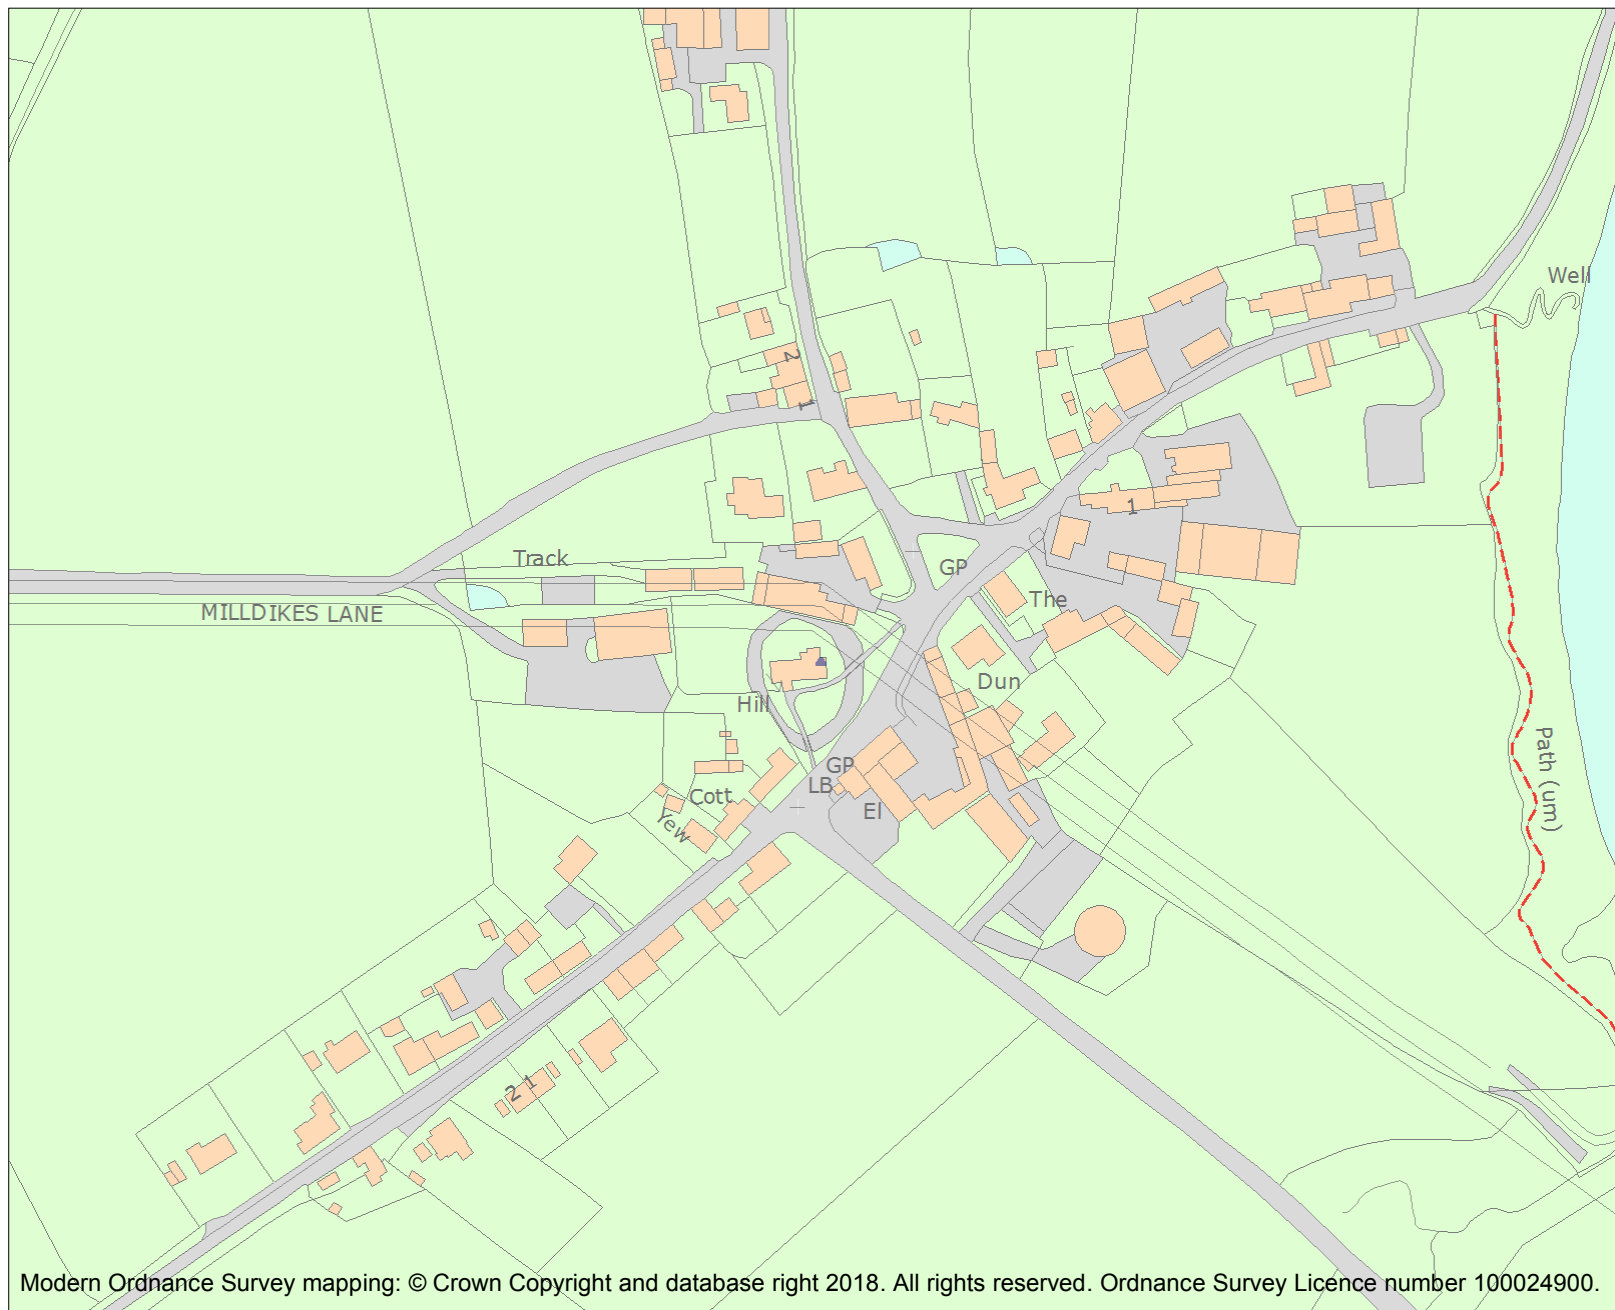 Well
2
1
1
Track
GP
The
MILLDIKES LANE
Dun
Hill
GP
LB
Path (um)
Cott
El
Yew
2 1
Modern Ordnance Survey mapping: © Crown Copyright and database right 2018. All rights reserved. Ordnance Survey Licence number 100024900.